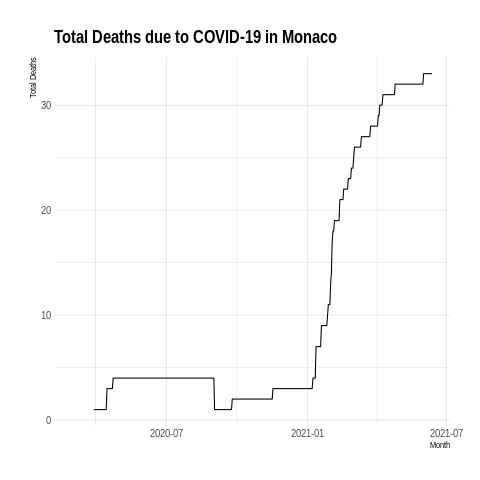 Total Deaths due to COVID-19 in Monaco
Total Deaths
30
20
10
0
2020-07
2021-01
2021-07
Month